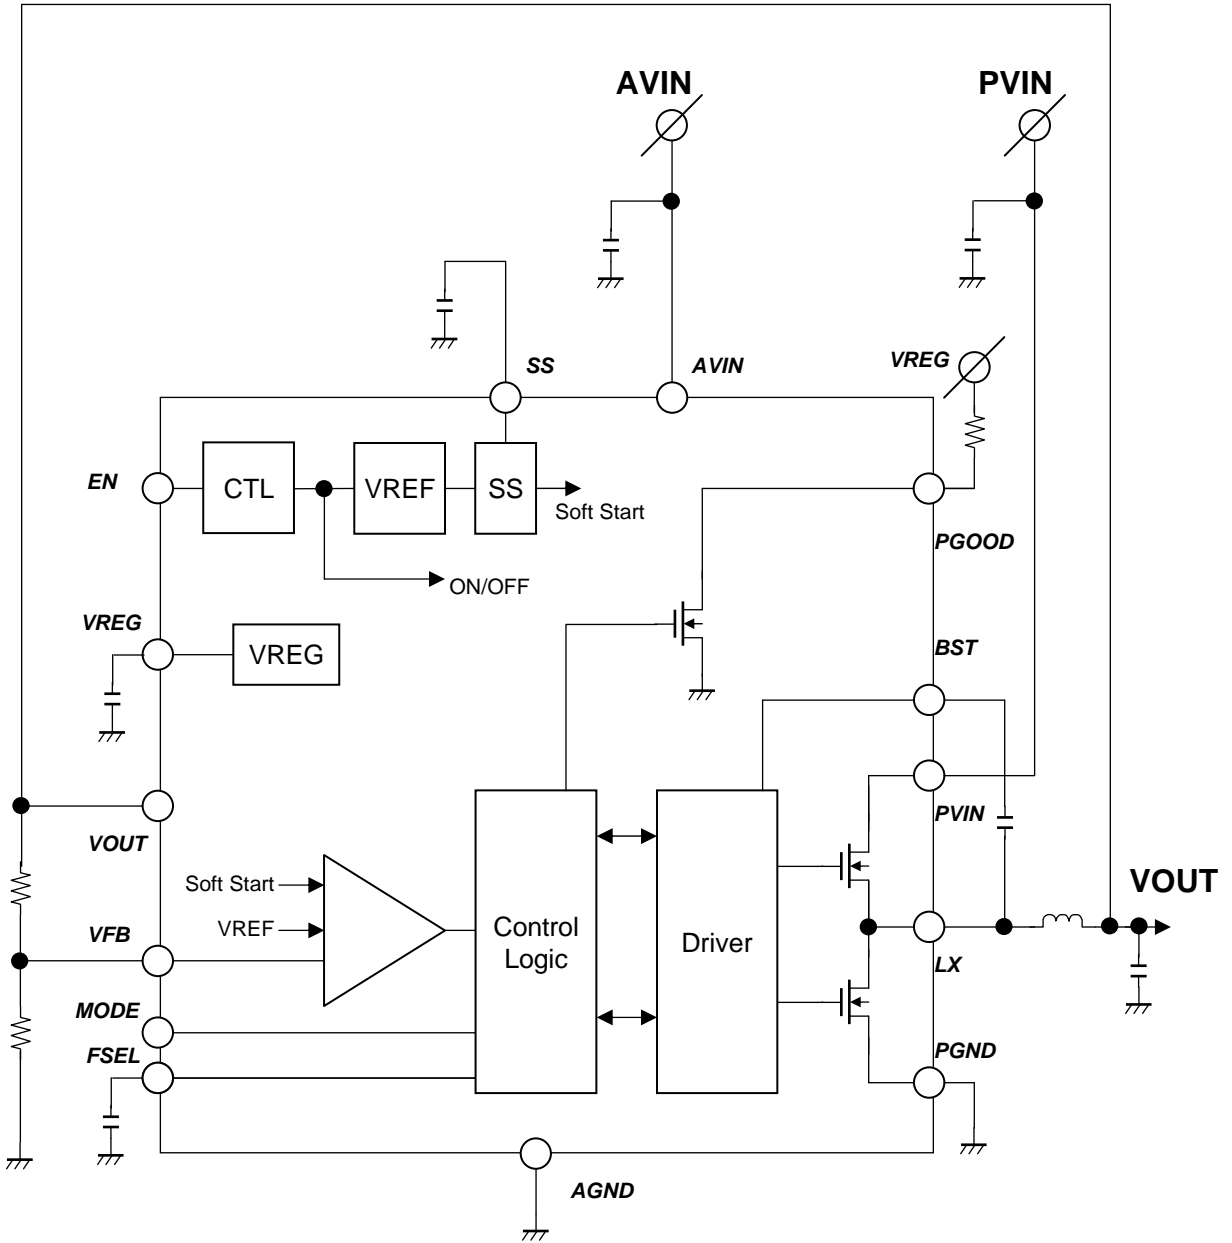 AVIN
PVIN
SS
AVIN
VREG
EN
CTL
VREF
SS
Soft Start
PGOOD
ON/OFF
VREG
VREG
BST
PVIN
VOUT
Soft Start
VREF
Control
Logic
Driver
VOUT
VFB
LX
MODE
FSEL
PGND
AGND